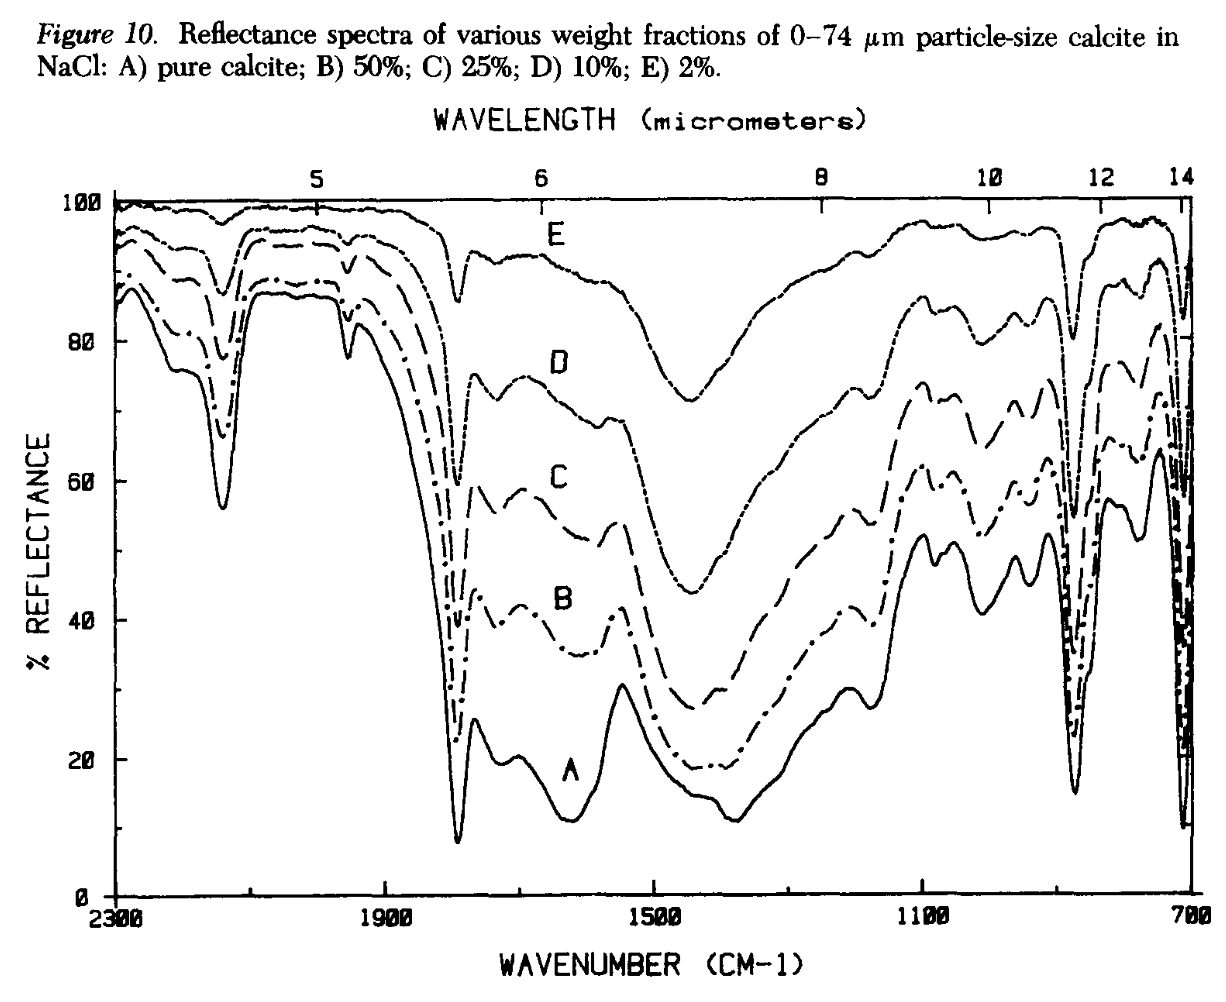 Figure 10. Reflectance spectra of various weight fractions of 0–74 μm particle-size calcite in
NaCl: A) pure calcite; B) 50%; C) 25%; D) 10%; E) 2%.
WAVELENGTH (micrometers)
5 6 8 10 12 14
100
80
60
40
20
0
% REFLECTANCE
E
D
C
B
A
2300 1900 1500 1100 700
WAVENUMBER (CM-1)